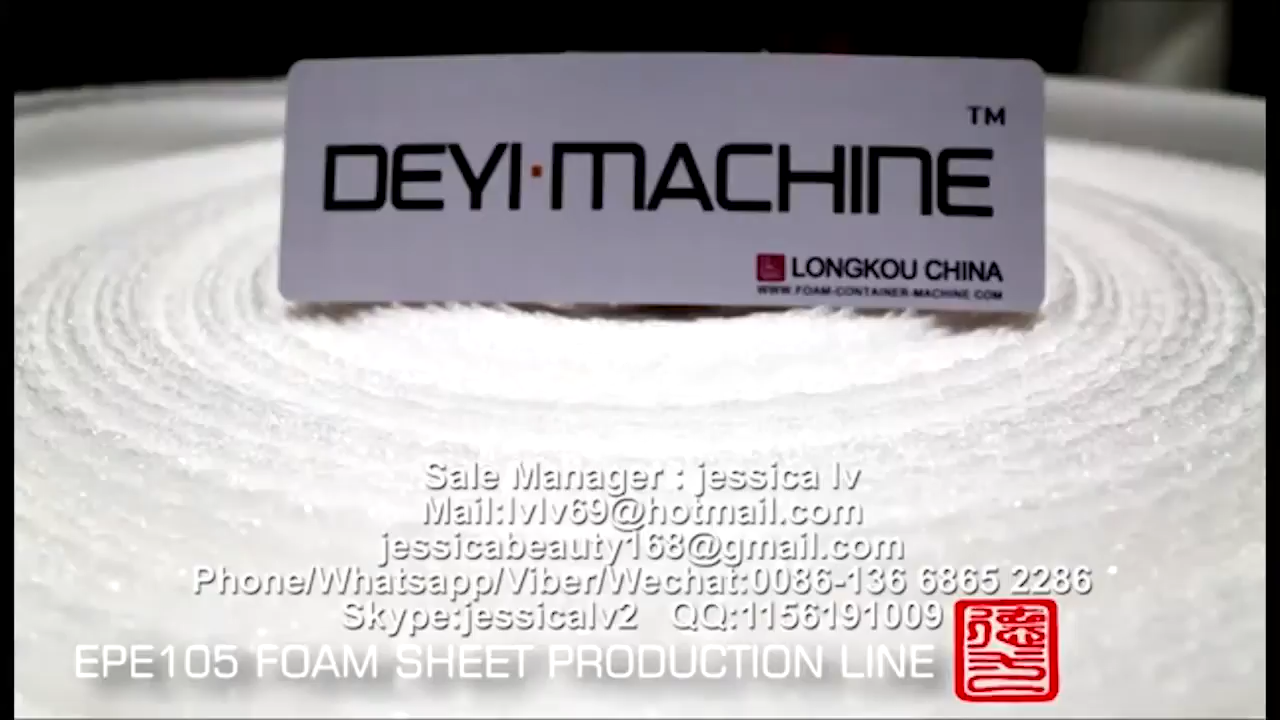 TM
DEYI·MACHINE
LONGKOU CHINA
WWW.FOAM-CONTAINER-MACHINE.COM
Sale Manager : jessica lv
Mail:lvlv69@hotmail.com
jessicabeauty168@gmail.com
Phone/Whatsapp/Viber/Wechat:0086-136 6865 2286
Skype:jessicalv2 QQ:1156191009
EPE105 FOAM SHEET PRODUCTION LINE